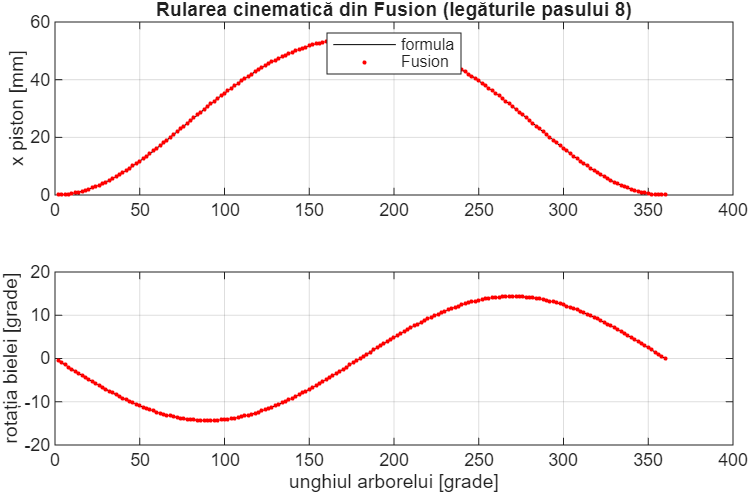 Rularea cinematică din Fusion (legăturile pasului 8)
60
40
20
0
x piston [mm]
formula
Fusion
0 50 100 150 200 250 300 350 400
20
10
0
-10
-20
rotația bielei [grade]
0 50 100 150 200 250 300 350 400
unghiul arborelui [grade]